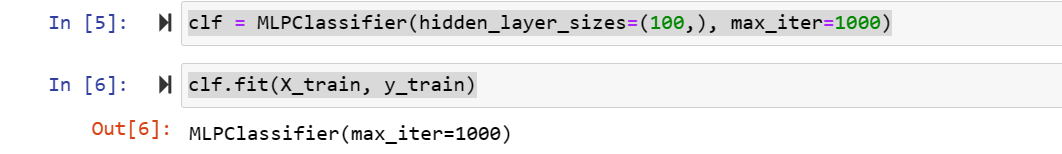 In [5]: clf = MLPClassifier(hidden_layer_sizes=(100,), max_iter=1000)
In [6]: clf.fit(X_train, y_train)
Out[6]: MLPClassifier(max_iter=1000)